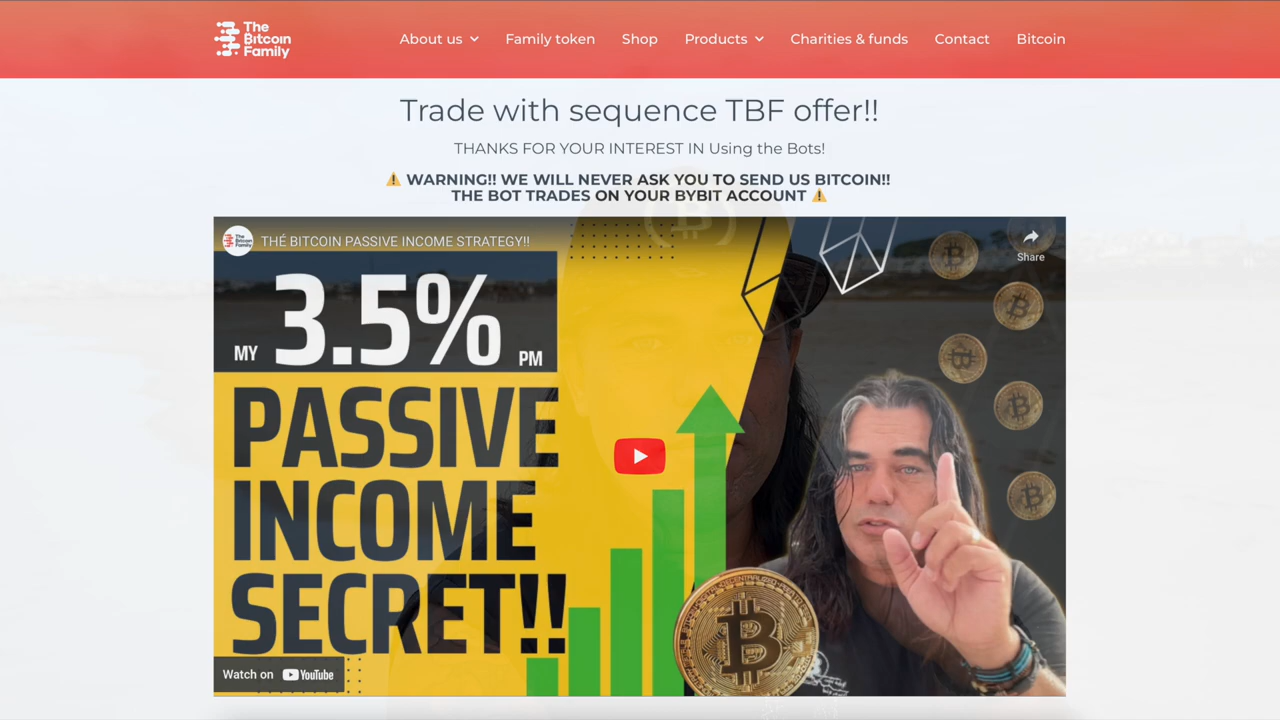 The
Bitcoin
Family
About us
Family token
Shop
Products
Charities & funds
Contact
Bitcoin
Trade with sequence TBF offer!!
THANKS FOR YOUR INTEREST IN Using the Bots!
⚠️ WARNING!! WE WILL NEVER ASK YOU TO SEND US BITCOIN!!
THE BOT TRADES ON YOUR BYBIT ACCOUNT ⚠️
The
Bitcoin
Family
THÉ BITCOIN PASSIVE INCOME STRATEGY!!
Share
MY 3.5% PM
PASSIVE
INCOME
SECRET!!
Watch on YouTube